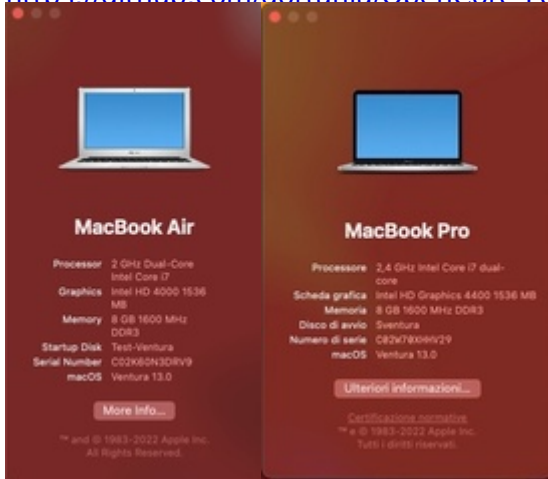 MacBook Air
Processor 2 GHz Dual-Core
Intel Core i7
Graphics Intel HD 4000 1536
MB
Memory 8 GB 1600 MHz
DDR3
Startup Disk Test-Ventura
Serial Number C02K60N3DRV9
macOS Ventura 13.0
More Info...
™ and © 1983-2022 Apple Inc.
All Rights Reserved.
MacBook Pro
Processore 2,4 GHz Intel Core i7 dual-
core
Scheda grafica Intel HD Graphics 4400 1536 MB
Memoria 8 GB 1600 MHz DDR3
Disco di avvio Sventura
Numero di serie
macOS Ventura 13.0
Ulteriori informazioni...
Certificazione normative
™ e © 1983-2022 Apple Inc.
Tutti i diritti riservati.